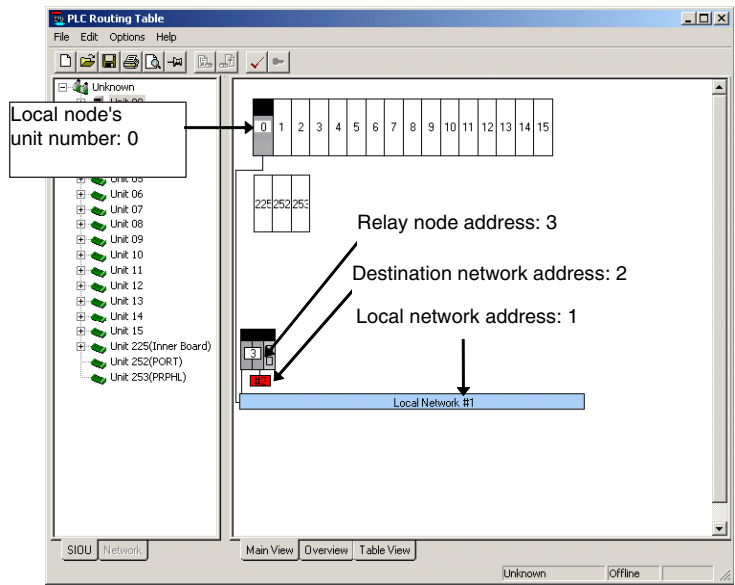 PLC Routing Table
File Edit Options Help
Unknown
Local node's
unit number: 0
Unit 05
Unit 06
Unit 07
Unit 08
Unit 09
Unit 10
Unit 11
Unit 12
Unit 13
Unit 14
Unit 15
Unit 225(Inner Board)
Unit 252(PORT)
Unit 253(PRPHL)
0 1 2 3 4 5 6 7 8 9 10 11 12 13 14 15
225 252 253
Relay node address: 3
Destination network address: 2
Local network address: 1
3
#2
Local Network #1
SIOU Network
Main View Overview Table View
Unknown Offline